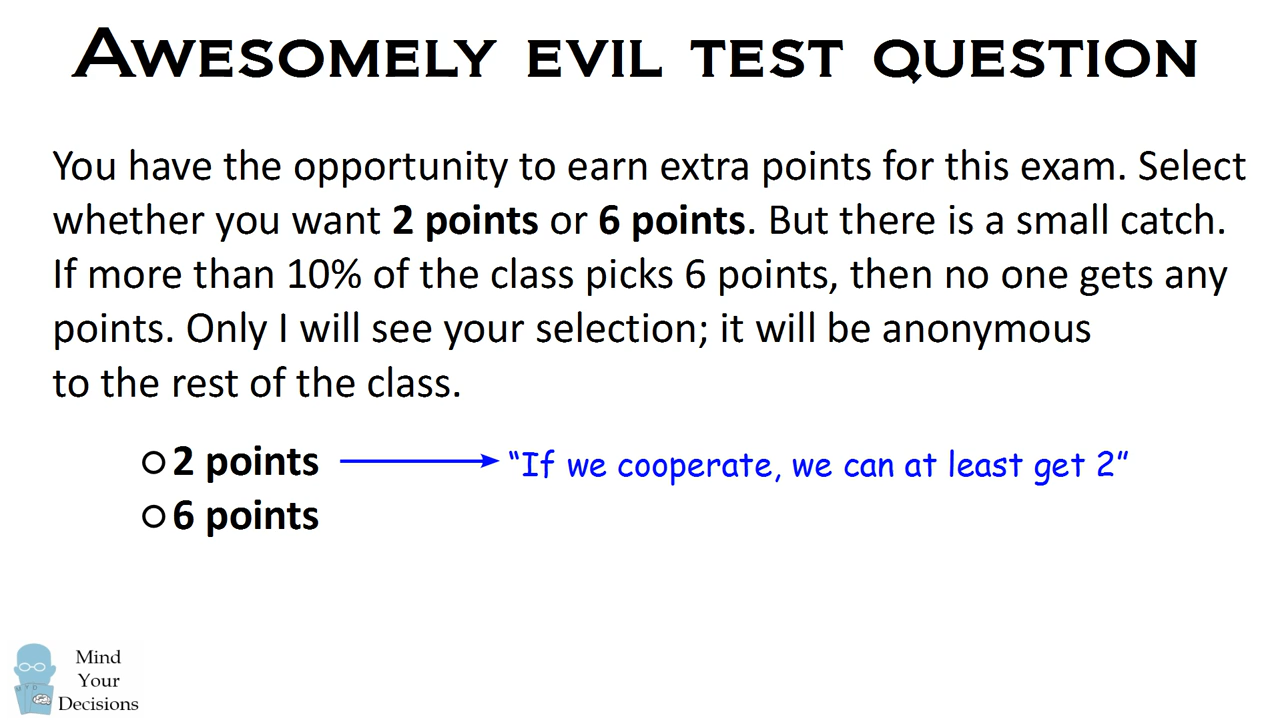 AWESOMELY EVIL TEST QUESTION
You have the opportunity to earn extra points for this exam. Select
whether you want 2 points or 6 points. But there is a small catch.
If more than 10% of the class picks 6 points, then no one gets any
points. Only I will see your selection; it will be anonymous
to the rest of the class.
2 points
“If we cooperate, we can at least get 2”
6 points
Mind
Your
Decisions
M Y D